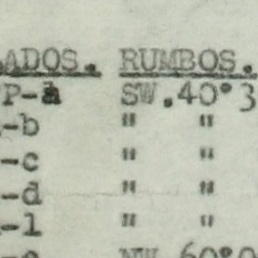 ADOS. RUMBOS.
P-a SW.40°3
-b " "
-c " "
-d " "
-l " "